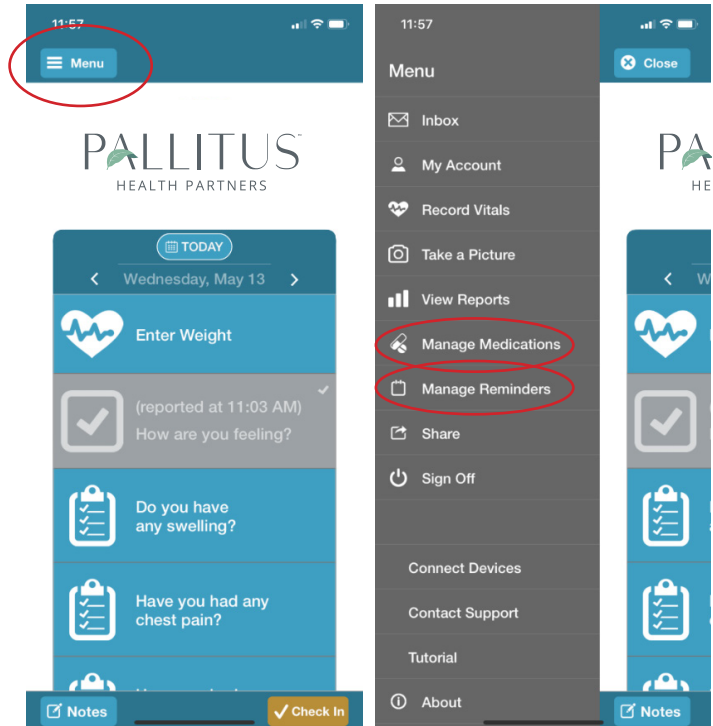 11:57
Menu
PALLITUS
HEALTH PARTNERS
TODAY
Wednesday, May 13
Enter Weight
(reported at 11:03 AM)
How are you feeling?
Do you have
any swelling?
Have you had any
chest pain?
Notes
Check In
11:57
Menu
Inbox
My Account
Record Vitals
Take a Picture
View Reports
Manage Medications
Manage Reminders
Share
Sign Off
Connect Devices
Contact Support
Tutorial
About
Close
PA
HE
W
Notes